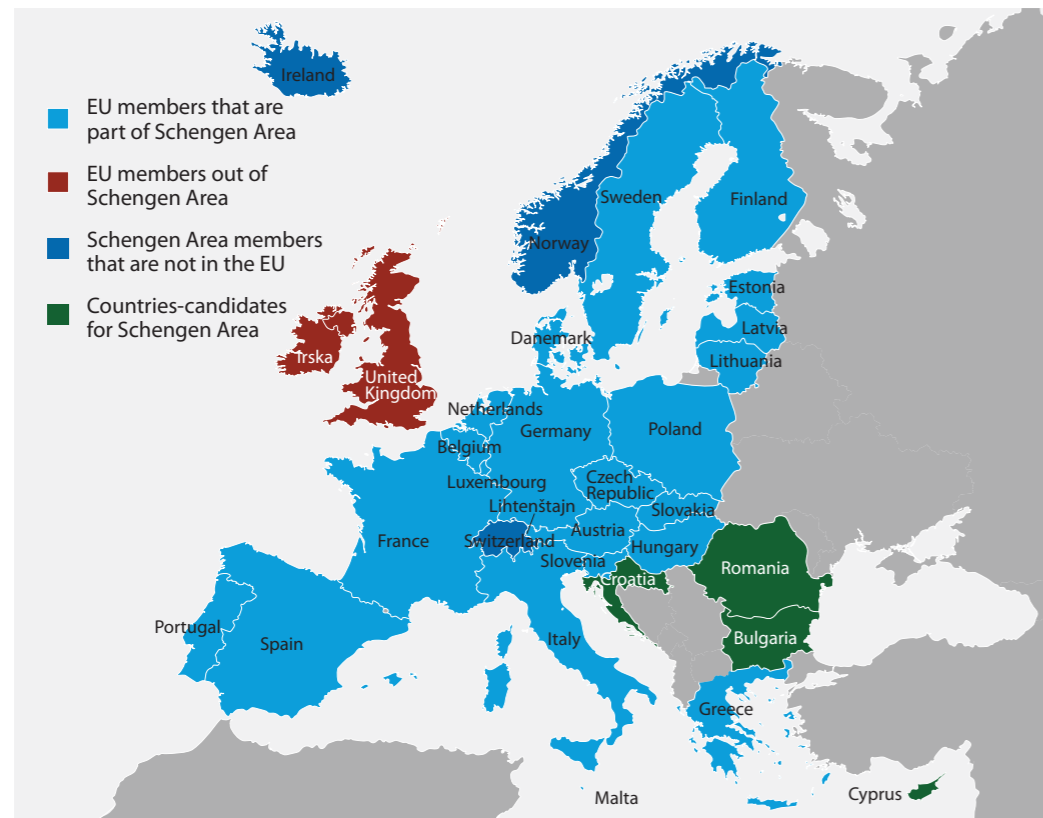 Ireland
EU members that are
part of Schengen Area
EU members out of
Schengen Area
Schengen Area members
that are not in the EU
Countries-candidates
for Schengen Area
Sweden
Finland
Norway
Estonia
Danemark
Latvia
Irska
Lithuania
United
Kingdom
Netherlands
Germany
Poland
Belgium
Luxembourg
Czech
Republic
Lihtenštajn
Slovakia
Austria
France
Switzerland
Hungary
Slovenia
Romania
Croatia
Portugal
Spain
Italy
Bulgaria
Greece
Malta
Cyprus